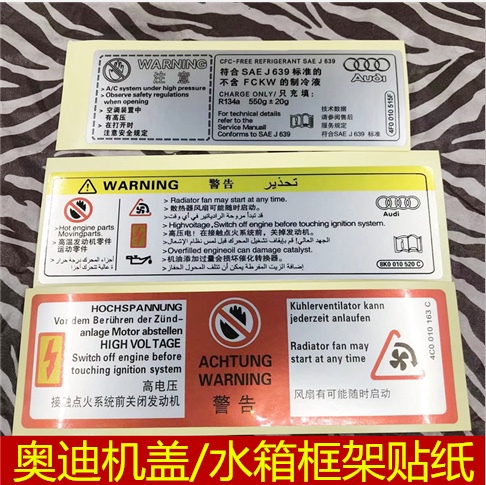 WARNING
注 意
> A/C system under high pressure
> Observe safety regulations
when opening
> 空调装置中
有高压
> 在打开时
注意安全规定
CFC-FREE REFRIGERANT SAE J 639
符合 SAE J 639 标准的
不含 FCKW 的制冷液
CHARGE ONLY/ 只 充填:
R134a 550g ± 20g
For technical details
refer to the
Service Manuall
Conforms to SAE J 639
Audi
技术数据
请参阅售后
服务规定
符合 SAE J 639 标准
4F0 010 515F
WARNING 警告 تحذير
>Hot engine parts
Movingparts.
>高温发动机零件
运动零件
> Radiator fan may start at any time.
> 散热器风扇可能随时启动。
> Highvoltage,Switch off engine before touching ignition system.
> 高压电! 在接触点火系统前，关掉发动机。
> Overfilled engineoil can damage catalyst.
> 机油添加过量会损坏催化转换器。
Audi
8K0 010 520 C
HOCHSPANNUNG
Vor dem Berühren der Zünd-
anlage Motor abstellen
HIGH VOLTAGE
Switch off engine before
touching ignition system
高电压
接触点火系统前关闭发动机
ACHTUNG
WARNING
警告
Kühlerventilator kann
jederzeit anlaufen
Radiator fan may
start at any time
风扇有可能随时启动
4C0 010 163 C
奥迪机盖/水箱框架贴纸